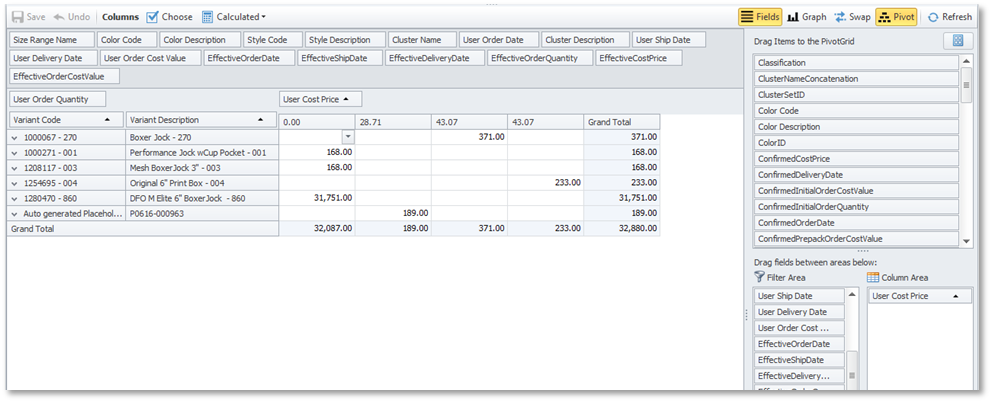 Save Undo Columns Choose Calculated Fields Graph Swap Pivot Refresh
Size Range Name Color Code Color Description Style Code Style Description Cluster Name User Order Date Cluster Description User Ship Date
User Delivery Date User Order Cost Value EffectiveOrderDate EffectiveShipDate EffectiveDeliveryDate EffectiveOrderQuantity EffectiveCostPrice
EffectiveOrderCostValue
User Order Quantity User Cost Price
Variant Code Variant Description 0.00 28.71 43.07 43.07 Grand Total
1000067 - 270 Boxer Jock - 270 371.00 371.00
1000271 - 001 Performance Jock wCup Pocket - 001 168.00 168.00
1208117 - 003 Mesh BoxerJock 3" - 003 168.00 168.00
1254695 - 004 Original 6" Print Box - 004 233.00 233.00
1280470 - 860 DFO M Elite 6" BoxerJock - 860 31,751.00 31,751.00
Auto generated Placehol... P0616-000963 189.00 189.00
Grand Total 32,087.00 189.00 371.00 233.00 32,880.00
Drag Items to the PivotGrid
Classification
ClusterNameConcatenation
ClusterSetID
Color Code
Color Description
ColorID
ConfirmedCostPrice
ConfirmedDeliveryDate
ConfirmedInitialOrderCostValue
ConfirmedInitialOrderQuantity
ConfirmedOrderDate
ConfirmedPrepackOrderCostValue
Drag fields between areas below:
Filter Area Column Area
User Ship Date User Cost Price
User Delivery Date
User Order Cost ...
EffectiveOrderDate
EffectiveShipDate
EffectiveDelivery...